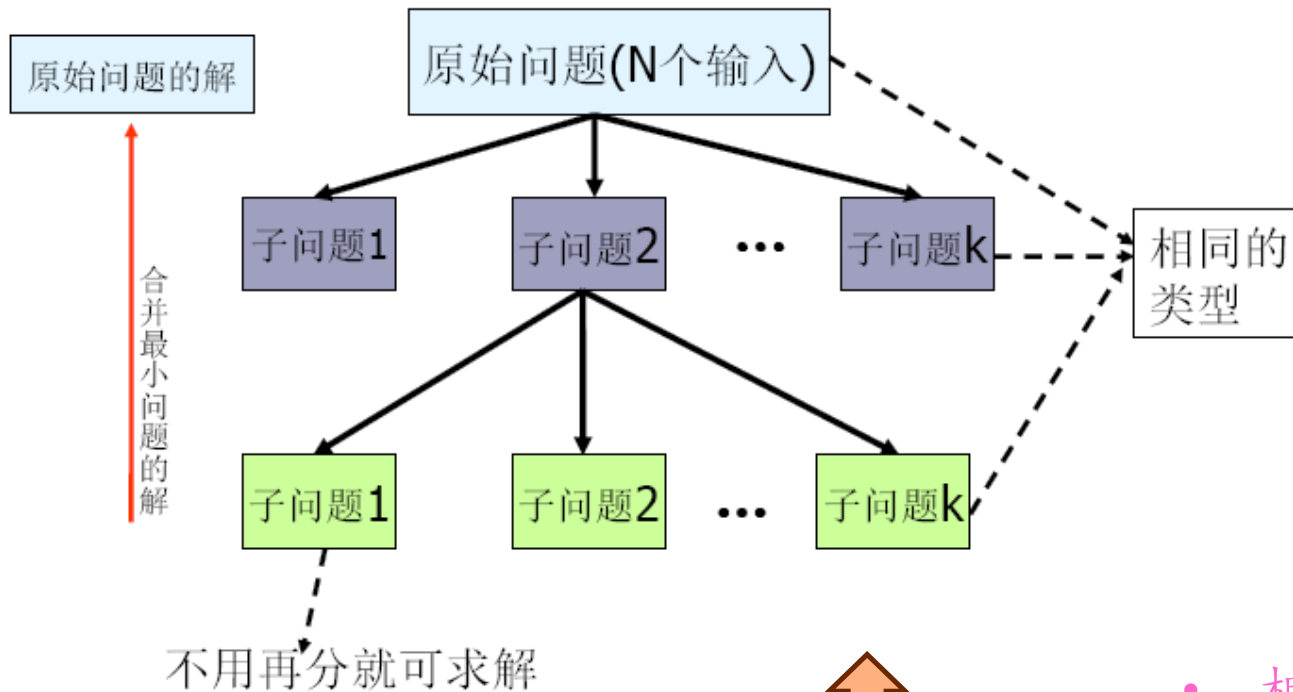 原始问题的解
原始问题(N个输入)
子问题1
子问题2
...
子问题k
相同的
类型
合并最小问题的解
子问题1
子问题2
...
子问题k
不用再分就可求解